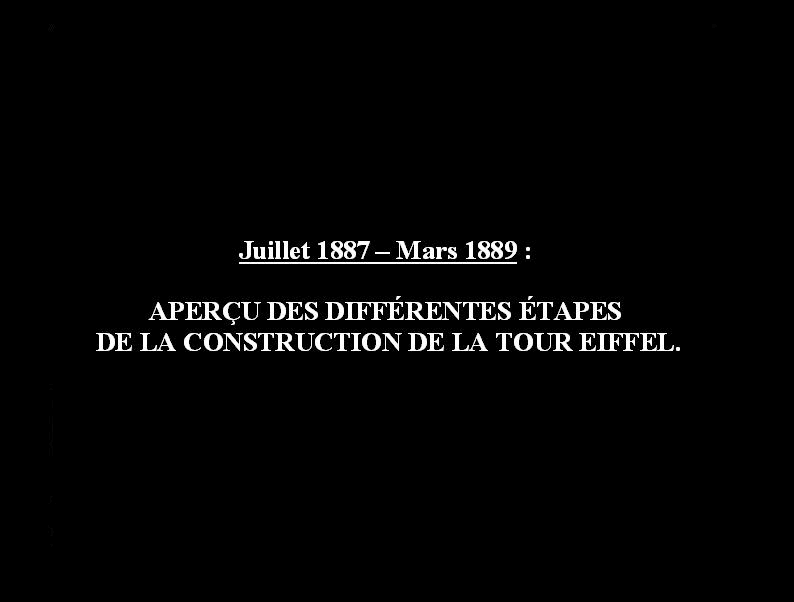 Juillet 1887 – Mars 1889 :
APERÇU DES DIFFÉRENTES ÉTAPES
DE LA CONSTRUCTION DE LA TOUR EIFFEL.